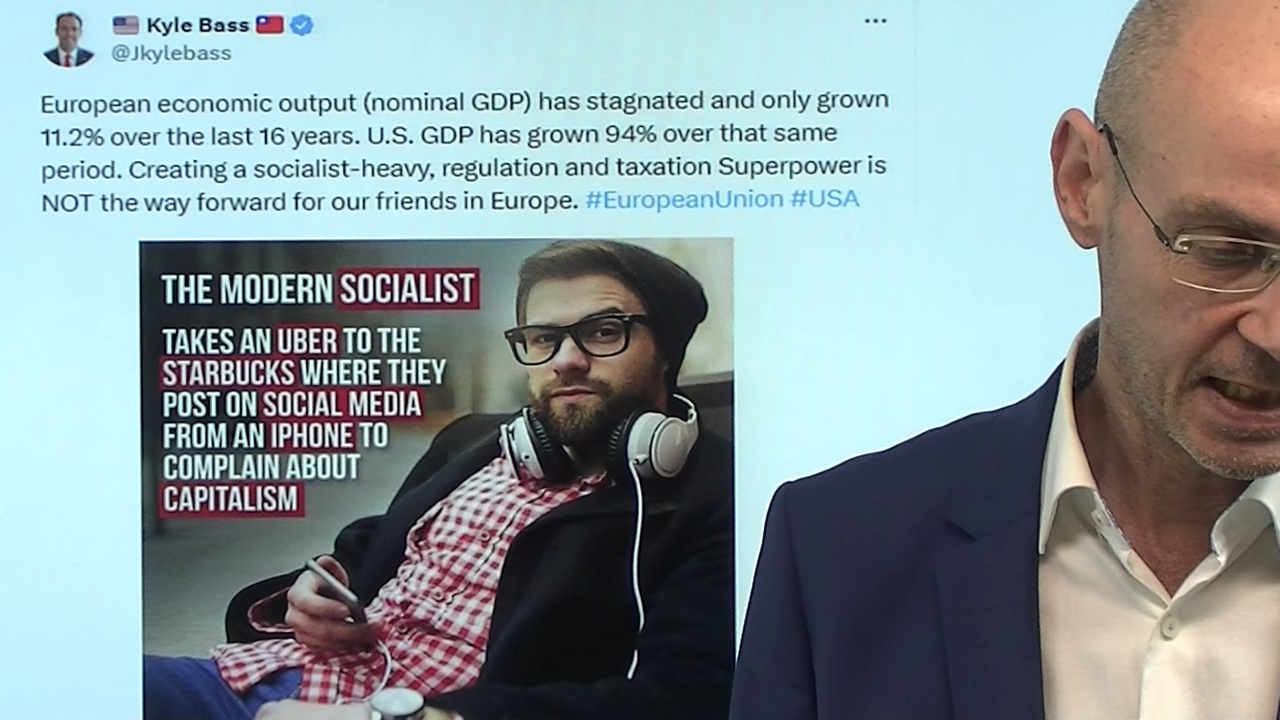 Kyle Bass
@Jkylebass
European economic output (nominal GDP) has stagnated and only grown
11.2% over the last 16 years. U.S. GDP has grown 94% over that same
period. Creating a socialist-heavy, regulation and taxation Superpower is
NOT the way forward for our friends in Europe. #EuropeanUnion #USA
THE MODERN SOCIALIST
TAKES AN UBER TO THE
STARBUCKS WHERE THEY
POST ON SOCIAL MEDIA
FROM AN IPHONE TO
COMPLAIN ABOUT
CAPITALISM